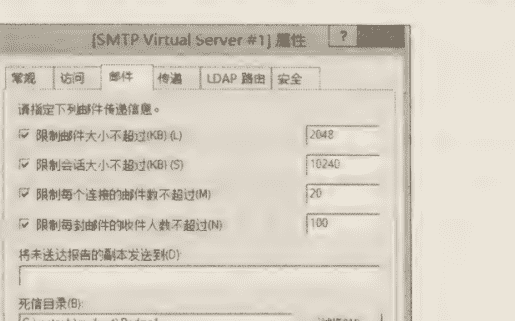 [SMTP Virtual Server #1] 属性 ?
常规 访问 邮件 传递 LDAP 路由 安全
请指定下列邮件传递信息。
限制邮件大小不超过(KB)(L) 2048
限制会话大小不超过(KB)(S) 10240
限制每个连接的邮件数不超过(M) 20
限制每封邮件的收件人数不超过(N) 100
将未送达报告的副本发送到(D)
死信目录(B):